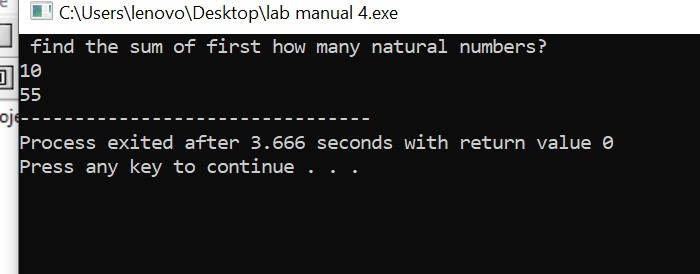 C:\Users\lenovo\Desktop\lab manual 4.exe
find the sum of first how many natural numbers?
10
55
--------------------------------
Process exited after 3.666 seconds with return value 0
Press any key to continue . . .